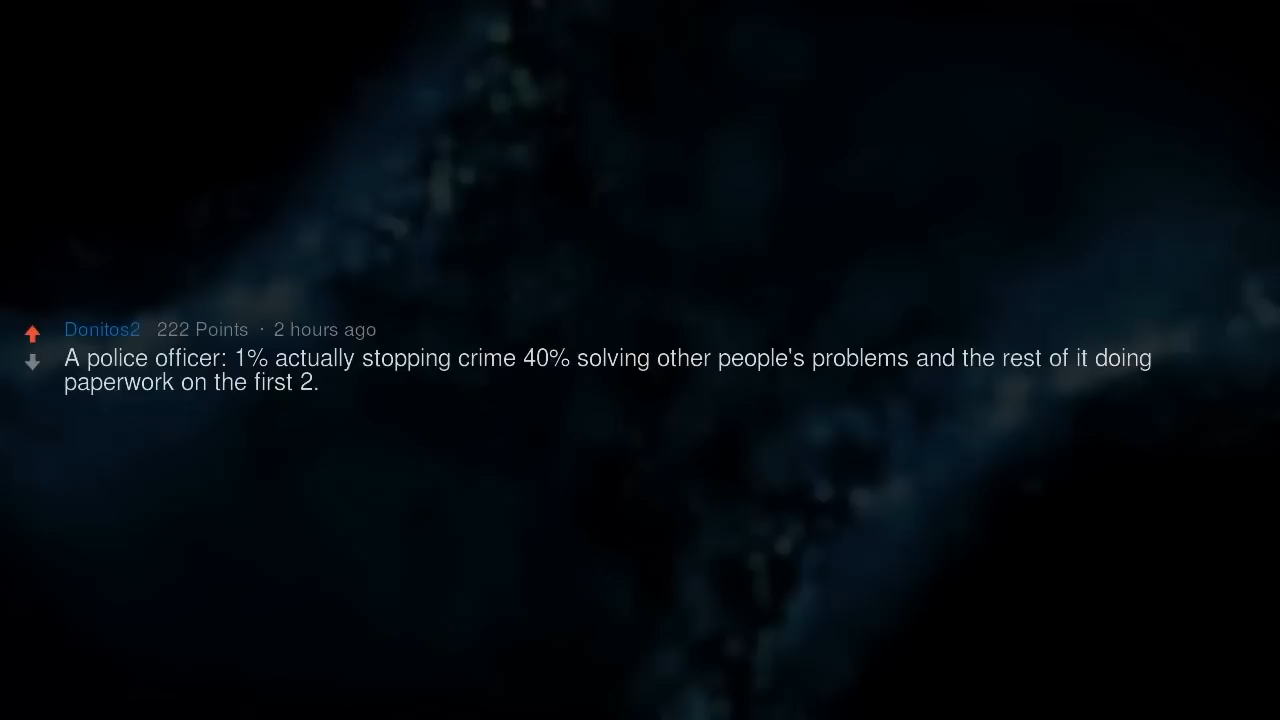 Donitos2 222 Points · 2 hours ago
A police officer: 1% actually stopping crime 40% solving other people's problems and the rest of it doing
paperwork on the first 2.